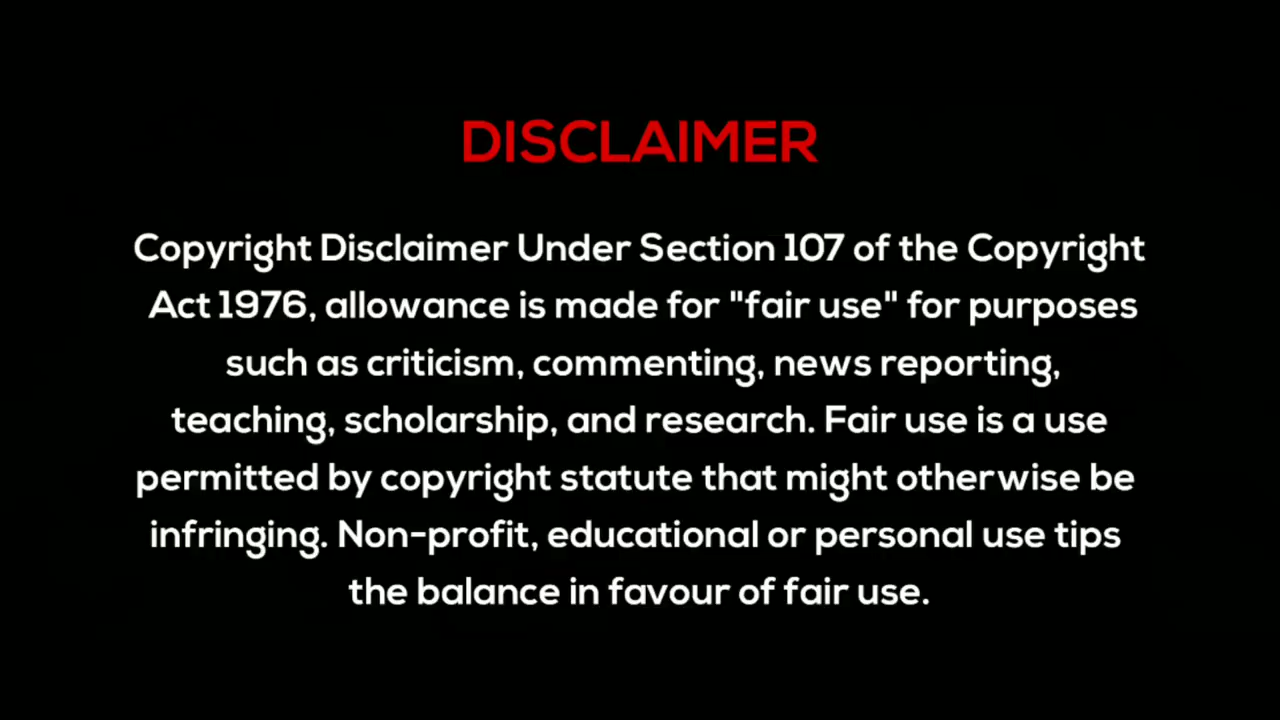 DISCLAIMER
Copyright Disclaimer Under Section 107 of the Copyright
Act 1976, allowance is made for "fair use" for purposes
such as criticism, commenting, news reporting,
teaching, scholarship, and research. Fair use is a use
permitted by copyright statute that might otherwise be
infringing. Non-profit, educational or personal use tips
the balance in favour of fair use.